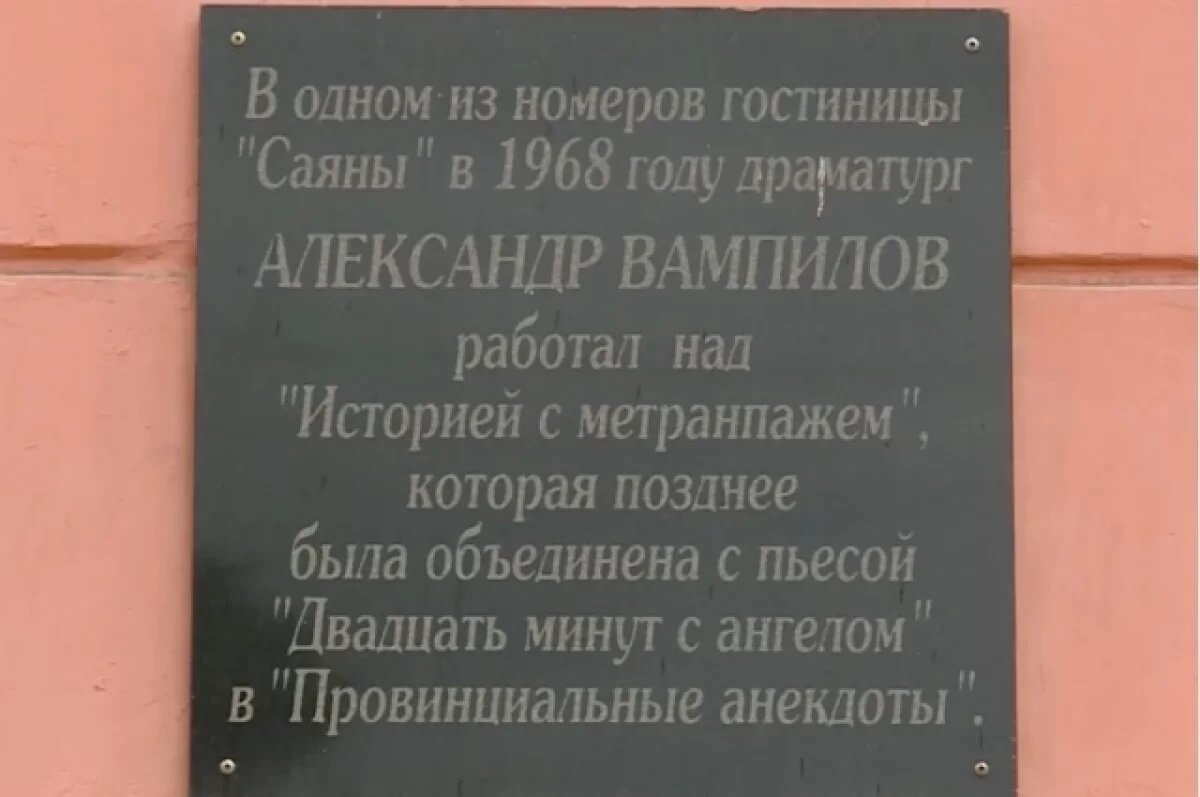 В одном из номеров гостиницы
"Саяны" в 1968 году драматург
АЛЕКСАНДР ВАМПИЛОВ
работал над
"Историей с метранпажем",
которая позднее
была объединена с пьесой
"Двадцать минут с ангелом"
в "Провинциальные анекдоты".